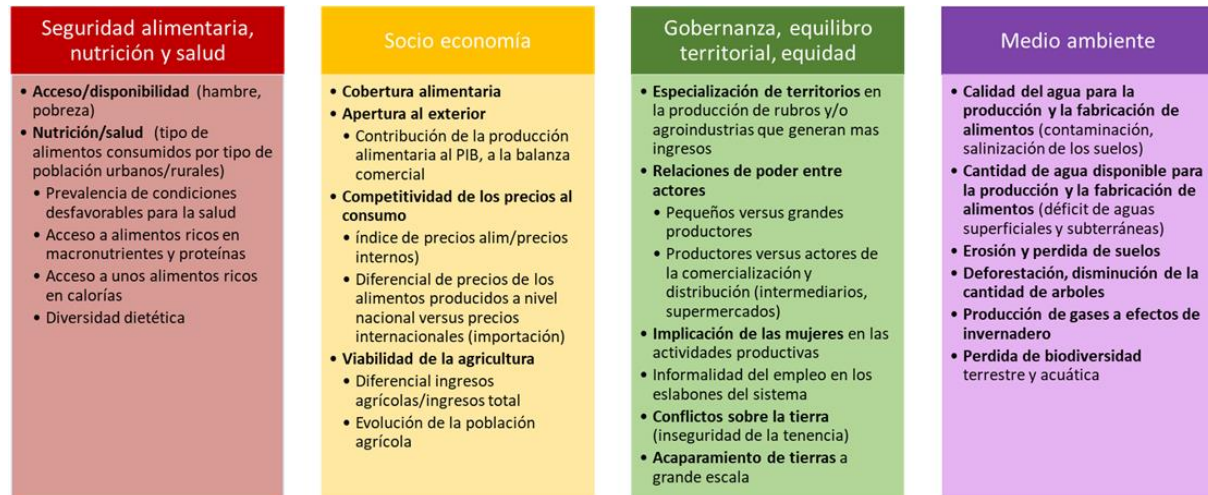 Seguridad alimentaria,
nutrición y salud
• Acceso/disponibilidad (hambre,
pobreza)
• Nutrición/salud (tipo de
alimentos consumidos por tipo de
población urbanos/rurales)
• Prevalencia de condiciones
desfavorables para la salud
• Acceso a alimentos ricos en
macronutrientes y proteínas
• Acceso a unos alimentos ricos
en calorías
• Diversidad dietética
Socio economía
• Cobertura alimentaria
• Apertura al exterior
• Contribución de la producción
alimentaria al PIB, a la balanza
comercial
• Competitividad de los precios al
consumo
• índice de precios alim/precios
internos)
• Diferencial de precios de los
alimentos producidos a nivel
nacional versus precios
internacionales (importación)
• Viabilidad de la agricultura
• Diferencial ingresos
agrícolas/ingresos total
• Evolución de la población
agrícola
Gobernanza, equilibro
territorial, equidad
• Especialización de territorios en
la producción de rubros y/o
agroindustrias que generan mas
ingresos
• Relaciones de poder entre
actores
• Pequeños versus grandes
productores
• Productores versus actores de
la comercialización y
distribución (intermediarios,
supermercados)
• Implicación de las mujeres en las
actividades productivas
• Informalidad del empleo en los
eslabones del sistema
• Conflictos sobre la tierra
(inseguridad de la tenencia)
• Acaparamiento de tierras a
grande escala
Medio ambiente
• Calidad del agua para la
producción y la fabricación de
alimentos (contaminación,
salinización de los suelos)
• Cantidad de agua disponible para
la producción y la fabricación de
alimentos (déficit de aguas
superficiales y subterráneas)
• Erosión y perdida de suelos
• Deforestación, disminución de la
cantidad de arboles
• Producción de gases a efectos de
invernadero
• Perdida de biodiversidad
terrestre y acuática